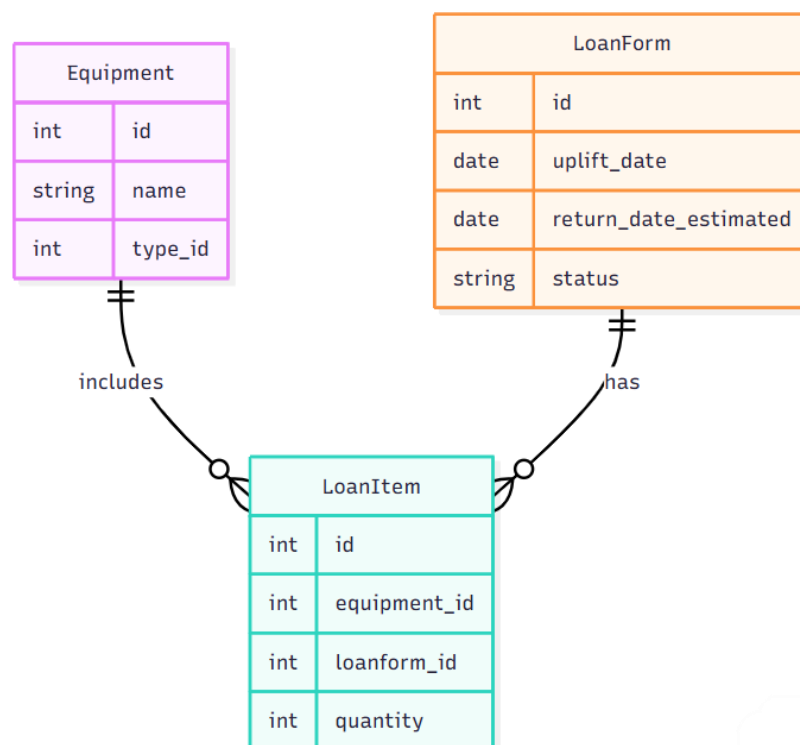 Equipment
int id
string name
int type_id
LoanForm
int id
date uplift_date
date return_date_estimated
string status
includes
has
LoanItem
int id
int equipment_id
int loanform_id
int quantity